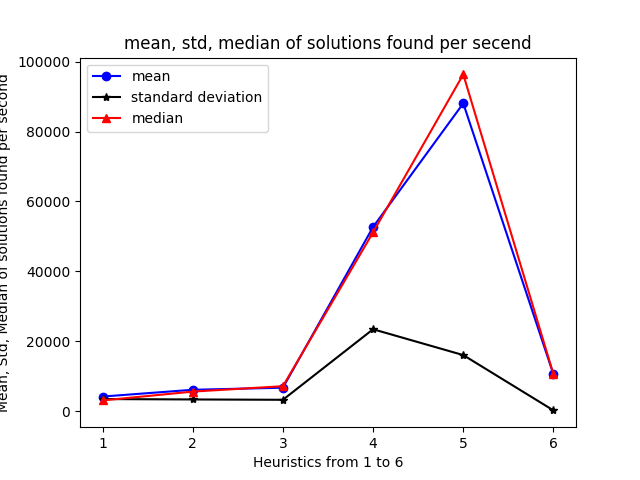 mean, std, median of solutions found per secend
mean
standard deviation
median
Mean, Std, Median of solutions found per second
100000
80000
60000
40000
20000
0
1 2 3 4 5 6
Heuristics from 1 to 6